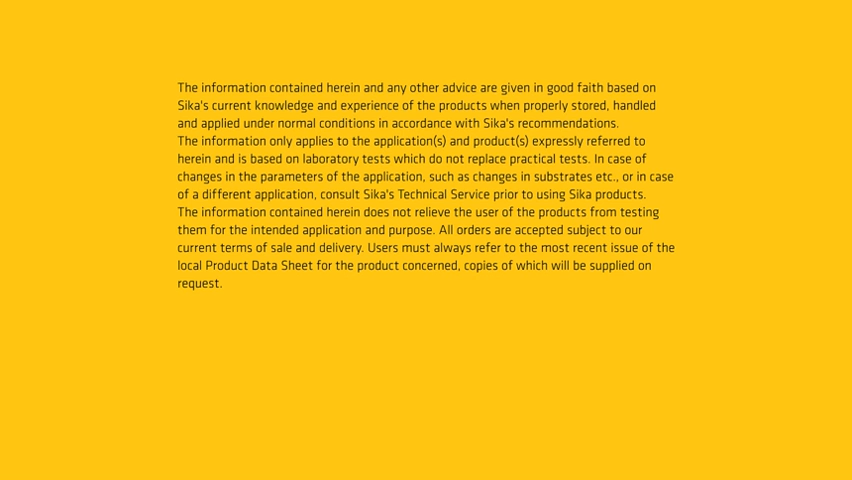 The information contained herein and any other advice are given in good faith based on
Sika's current knowledge and experience of the products when properly stored, handled
and applied under normal conditions in accordance with Sika's recommendations.
The information only applies to the application(s) and product(s) expressly referred to
herein and is based on laboratory tests which do not replace practical tests. In case of
changes in the parameters of the application, such as changes in substrates etc., or in case
of a different application, consult Sika's Technical Service prior to using Sika products.
The information contained herein does not relieve the user of the products from testing
them for the intended application and purpose. All orders are accepted subject to our
current terms of sale and delivery. Users must always refer to the most recent issue of the
local Product Data Sheet for the product concerned, copies of which will be supplied on
request.